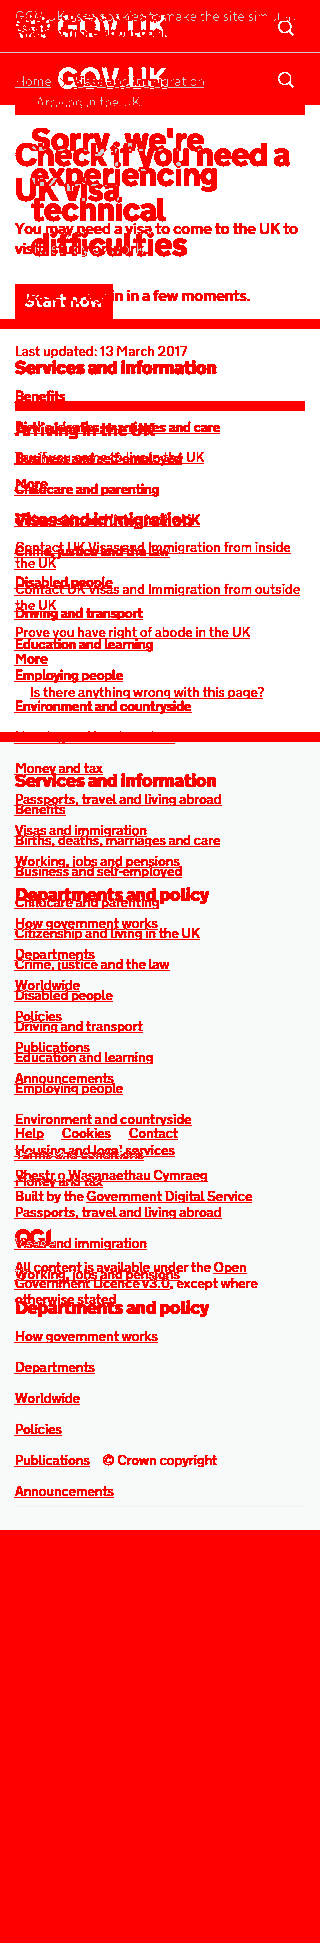 GOV.UK uses cookies to make the site simpler.
GOV.UK
GOV.UK
Home
Visas and immigration
Arriving in the UK
Sorry, we're
experiencing
technical
difficulties
Check if you need a
UK visa
You may need a visa to come to the UK to
visit, study or work.
in a few moments.
Start now
Last updated: 13 March 2017
Services and information
Benefits
Births, deaths, marriages and care
Arriving in the UK
Business and self-employed
in the UK
Childcare and parenting
More
Citizenship and living in the UK
Visas and immigration
Contact UK Visas and Immigration from inside
the UK
Crime, justice and the law
Disabled people
Contact UK Visas and Immigration from outside
the UK
Driving and transport
Prove you have right of abode in the UK
Education and learning
More
Employing people
Is there anything wrong with this page?
Environment and countryside
Money and tax
Services and information
Passports, travel and living abroad
Benefits
Visas and immigration
Births, deaths, marriages and care
Working, jobs and pensions
Business and self-employed
Departments and policy
Childcare and parenting
How government works
Citizenship and living in the UK
Departments
Crime, justice and the law
Worldwide
Disabled people
Policies
Driving and transport
Publications
Education and learning
Announcements
Employing people
Environment and countryside
Help Cookies Contact
Housing and local services
Terms and conditions
Rhestr o Wasanaethau Cymraeg
Money and tax
Built by the Government Digital Service
Passports, travel and living abroad
OGL
Visas and immigration
All content is available under the Open
Working, jobs and pensions
Government Licence v3.0, except where
otherwise stated
Departments and policy
How government works
Departments
Worldwide
Policies
Publications
© Crown copyright
Announcements